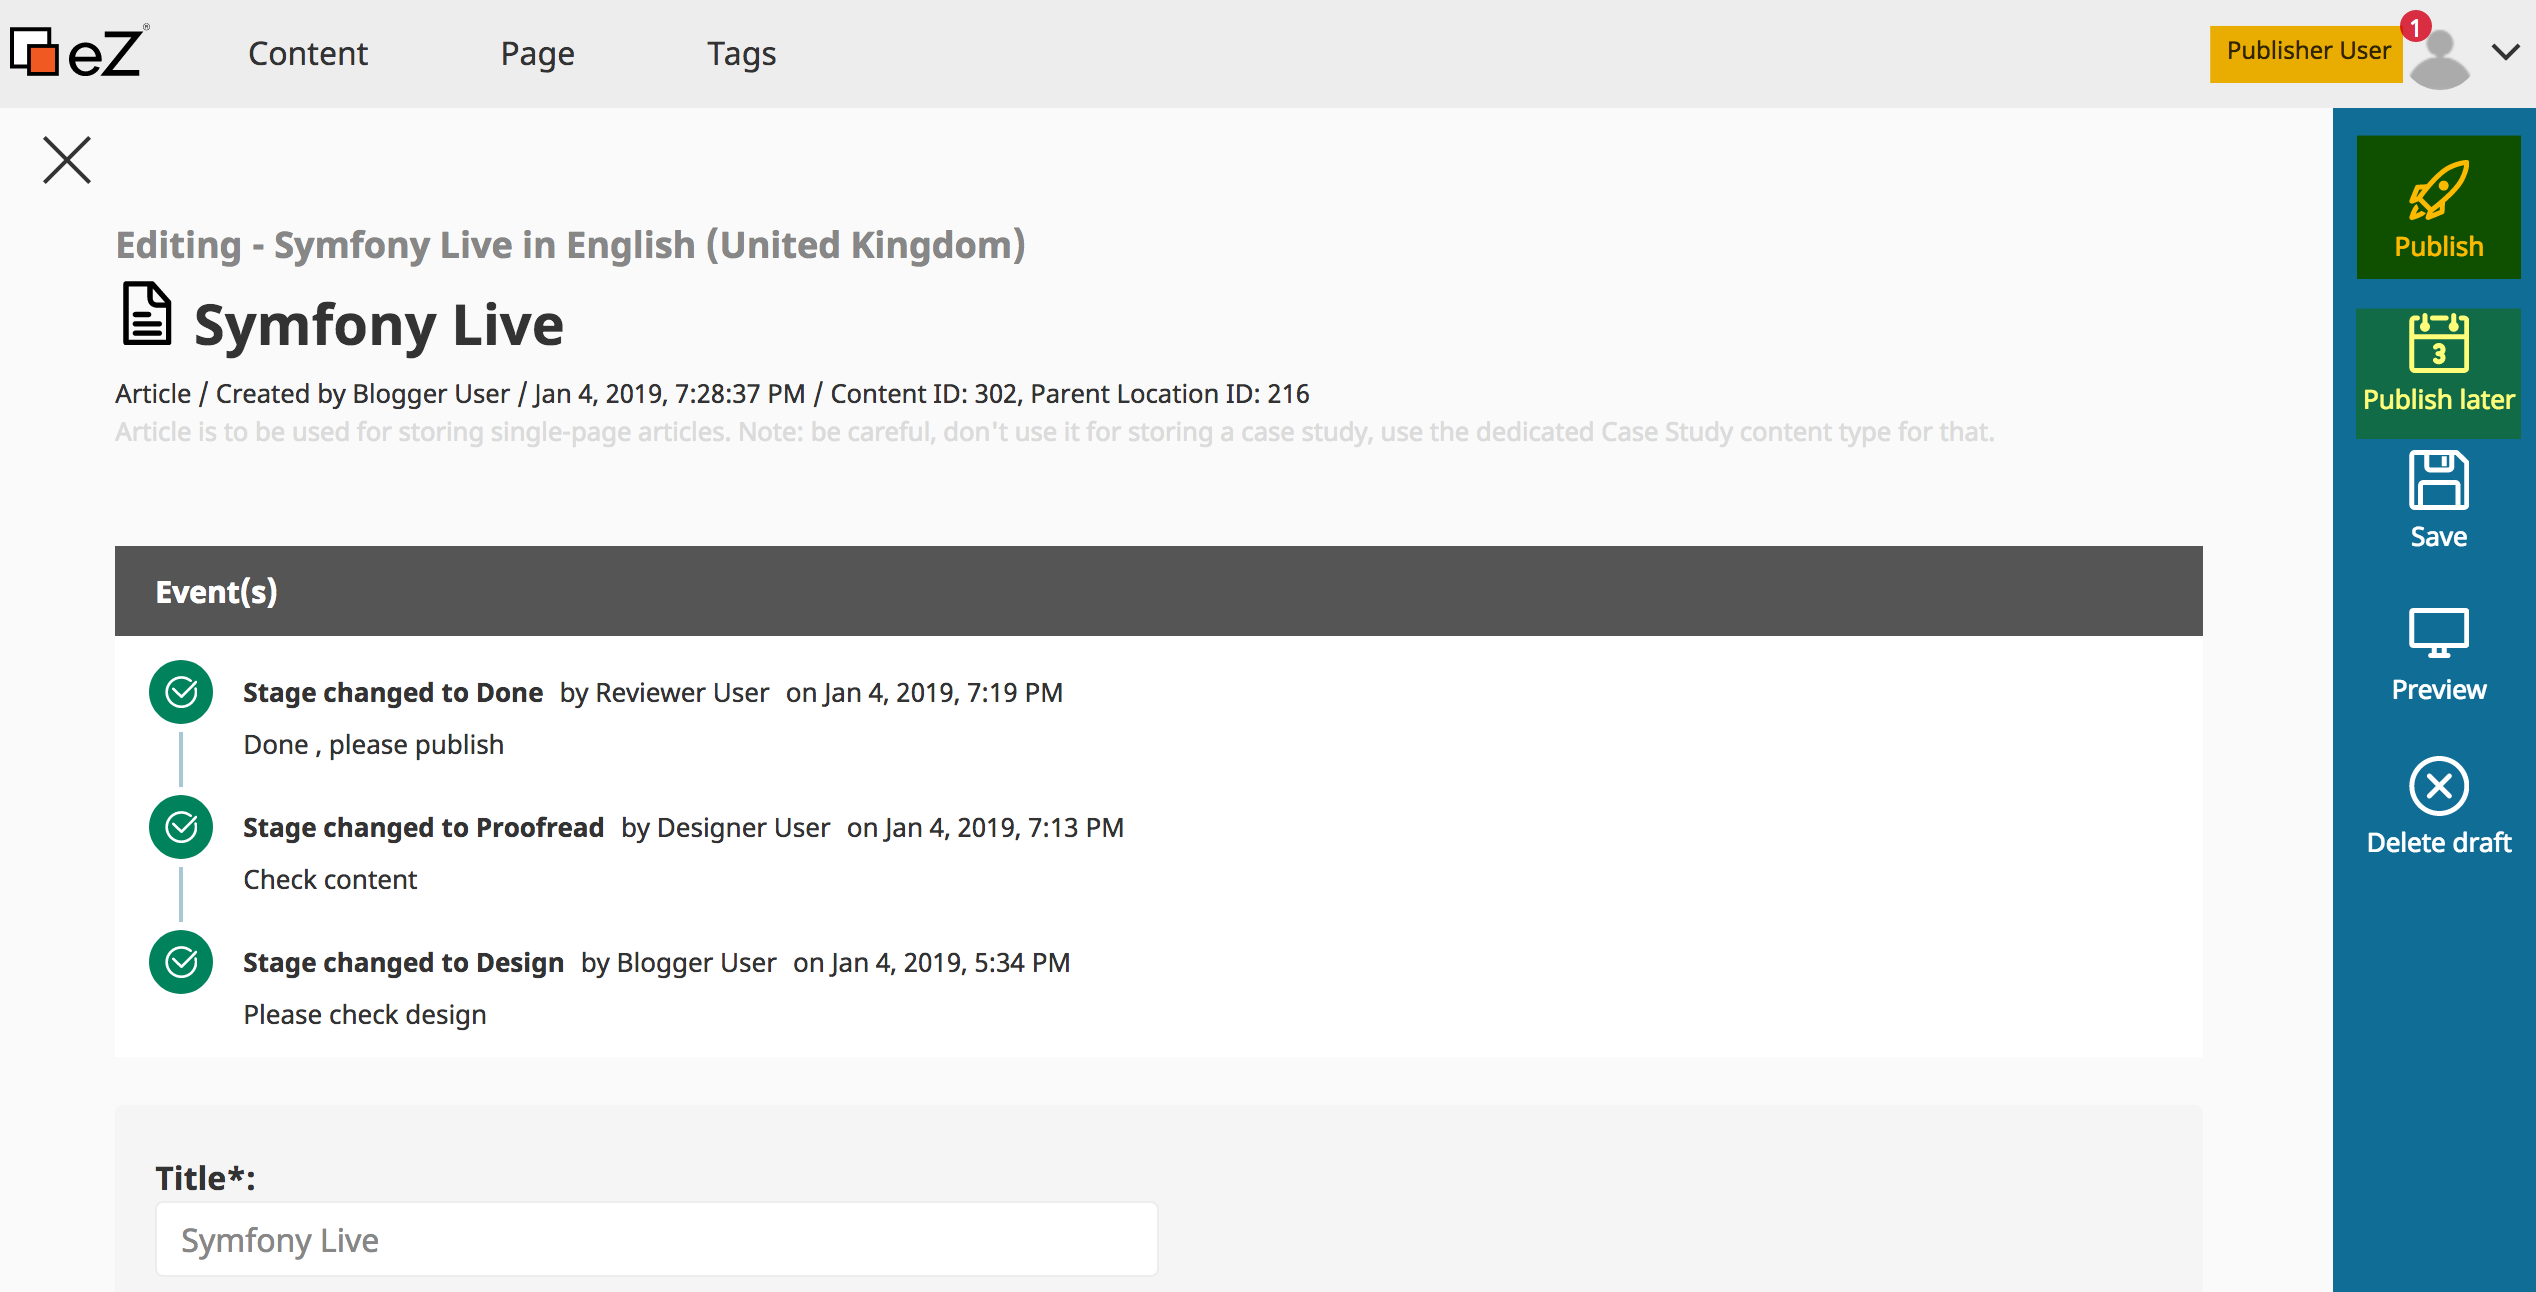 eZ®
Content
Page
Tags
Publisher User
1
Editing - Symfony Live in English (United Kingdom)
Symfony Live
Article / Created by Blogger User / Jan 4, 2019, 7:28:37 PM / Content ID: 302, Parent Location ID: 216
Article is to be used for storing single-page articles. Note: be careful, don't use it for storing a case study, use the dedicated Case Study content type for that.
Event(s)
Stage changed to Done by Reviewer User on Jan 4, 2019, 7:19 PM
Done , please publish
Stage changed to Proofread by Designer User on Jan 4, 2019, 7:13 PM
Check content
Stage changed to Design by Blogger User on Jan 4, 2019, 5:34 PM
Please check design
Title*:
Symfony Live
Publish
3
Publish later
Save
Preview
Delete draft